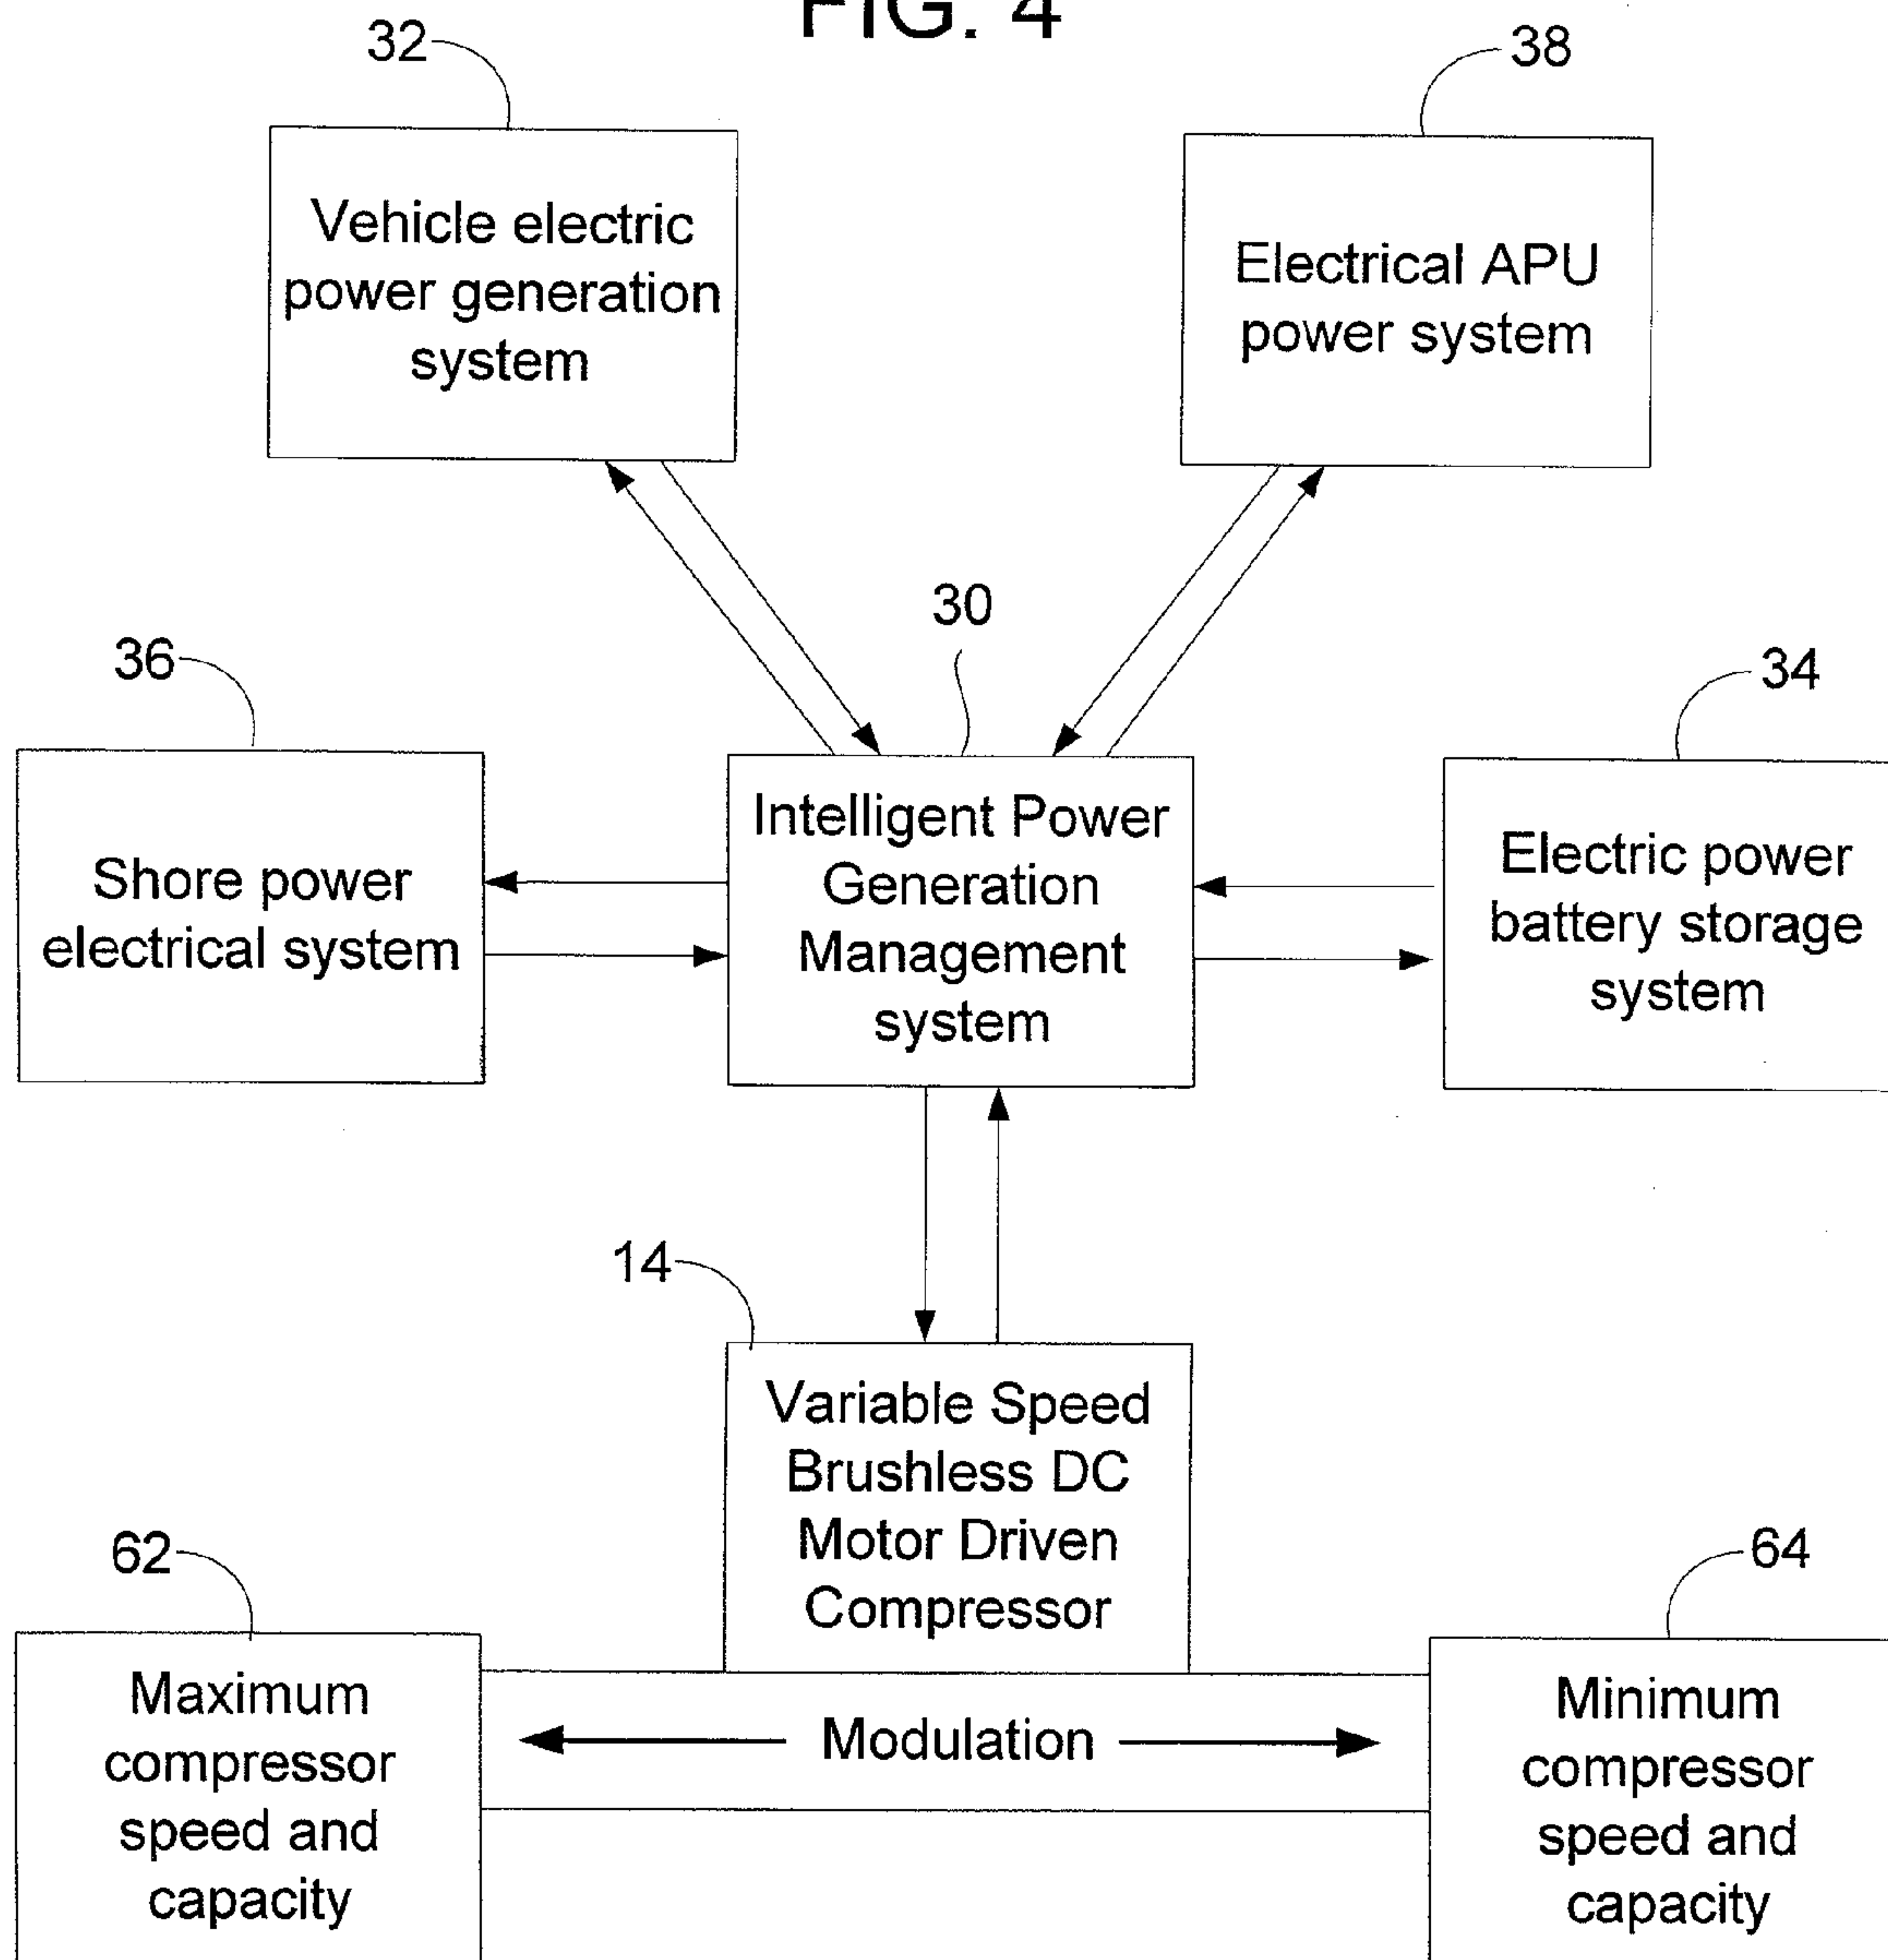 FIG. 4
32
38
Vehicle electric
power generation
system
Electrical APU
power system
30
36
34
Shore power
electrical system
Intelligent Power
Generation
Management
system
Electric power
battery storage
system
14
Variable Speed
Brushless DC
Motor Driven
Compressor
62
64
Maximum
compressor
speed and
capacity
Modulation
Minimum
compressor
speed and
capacity